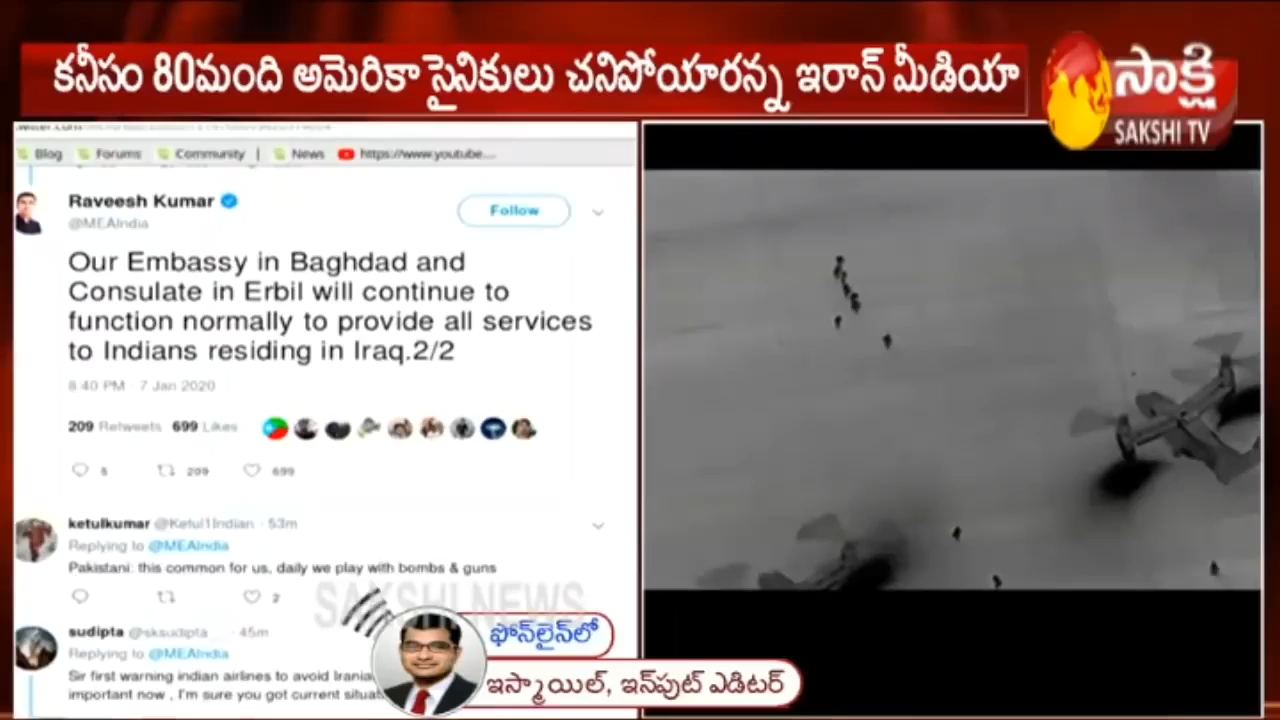 కనీసం 80మంది అమెరికా సైనికులు చనిపోయారన్న ఇరాన్ మీడియా
సాక్షి
SAKSHI TV
Blog Forums Community | News https://www.youtube....
Raveesh Kumar
@MEAIndia
Follow
Our Embassy in Baghdad and
Consulate in Erbil will continue to
function normally to provide all services
to Indians residing in Iraq.2/2
8:40 PM · 7 Jan 2020
209 Retweets 699 Likes
6 209 699
ketulkumar @Ketul1Indian · 53m
Replying to @MEAIndia
Pakistani: this common for us, daily we play with bombs & guns
2
SAKSHI NEWS
sudipta @sksudipta · 45m
Replying to @MEAIndia
Sir first warning indian airlines to avoid
important now , I'm sure you got current
ఫోన్‌లైన్‌లో
ఇస్మాయిల్, ఇన్‌పుట్ ఎడిటర్